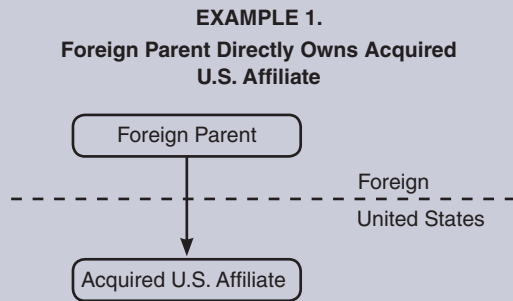 EXAMPLE 1.
Foreign Parent Directly Owns Acquired
U.S. Affiliate
Foreign Parent
Foreign
United States
Acquired U.S. Affiliate